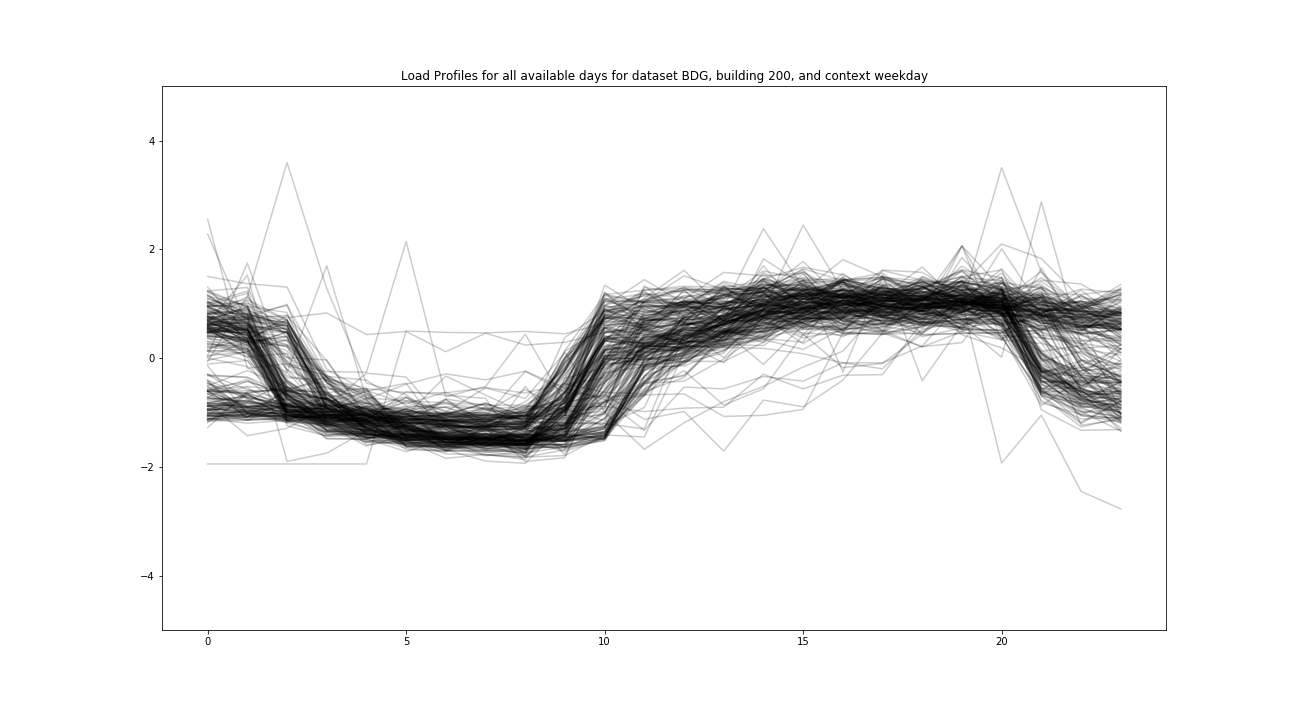 Load Profiles for all available days for dataset BDG, building 200, and context weekday
4
2
0
−2
−4
0 5 10 15 20